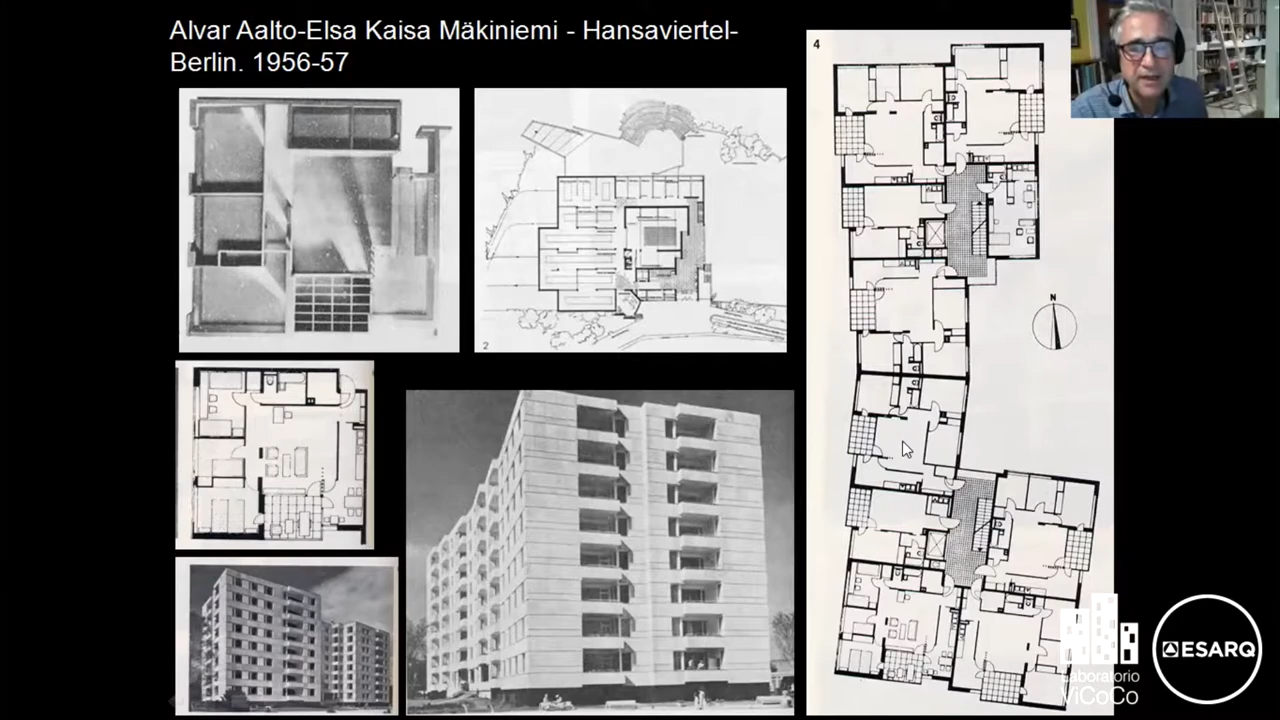 Alvar Aalto-Elsa Kaisa Mäkiniemi - Hansaviertel-
Berlin. 1956-57
4
2
N
Laboratorio
ViCoCo
ESARQ